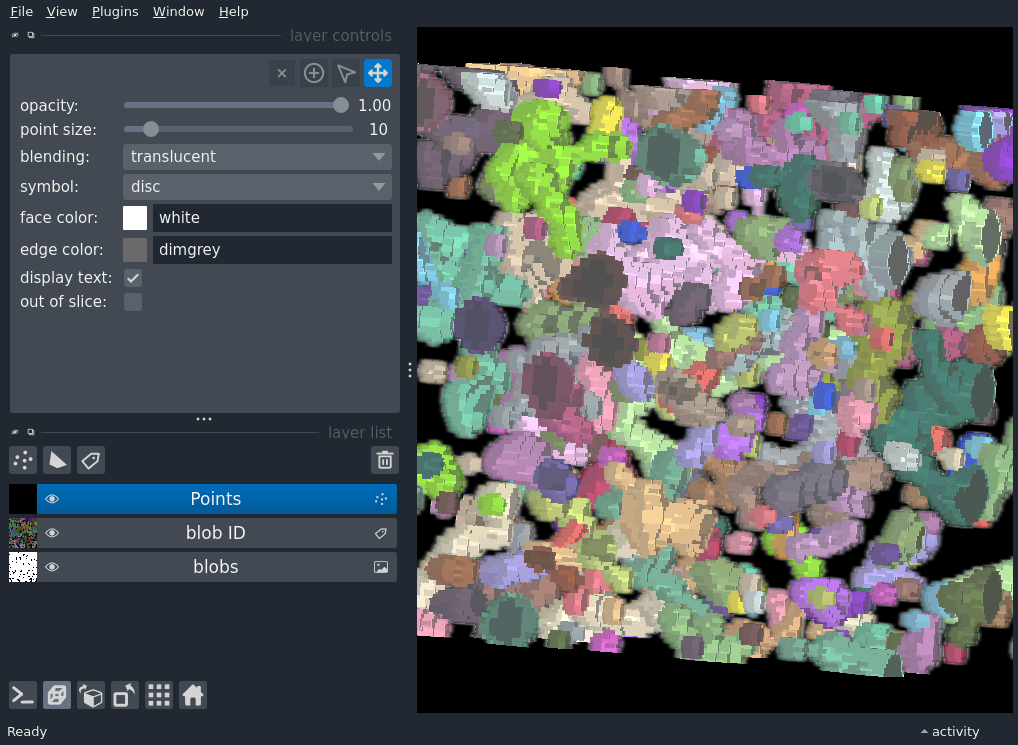 File View Plugins Window Help
layer controls
opacity: 1.00
point size: 10
blending: translucent
symbol: disc
face color: white
edge color: dimgrey
display text:
out of slice:
layer list
Points
blob ID
blobs
Ready activity